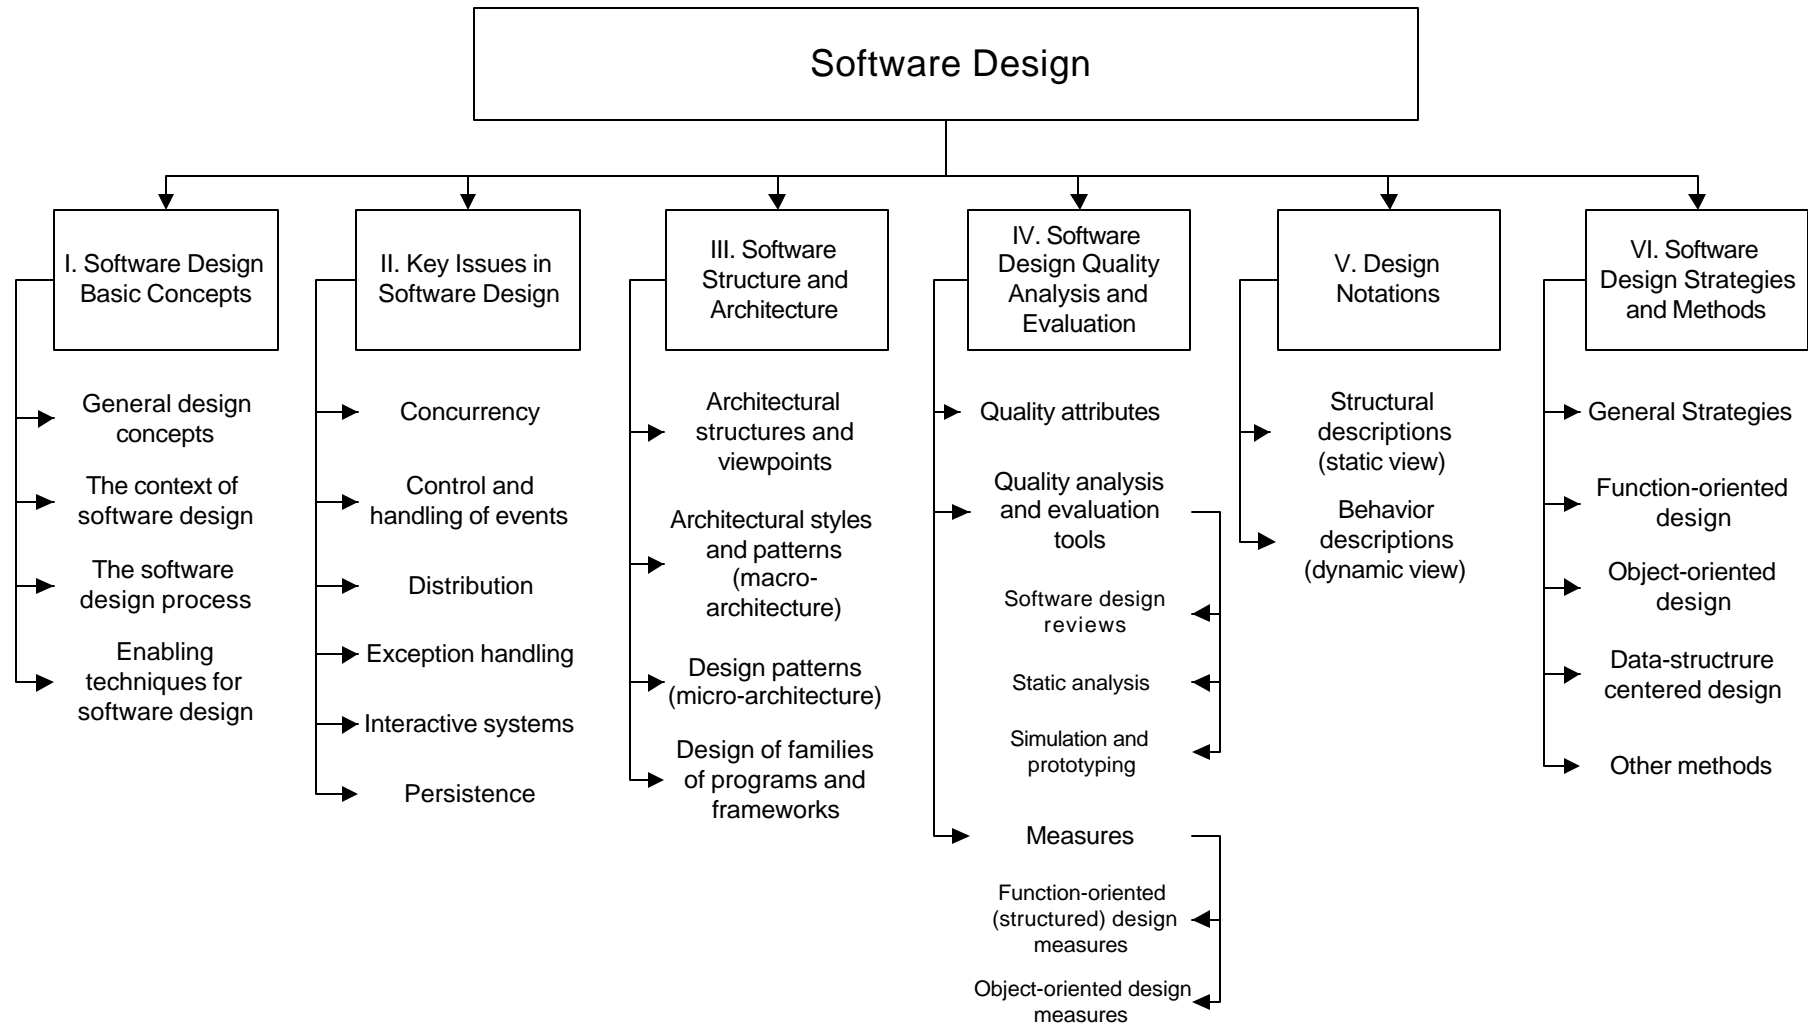 Software Design
I. Software Design
Basic Concepts
General design
concepts
The context of
software design
The software
design process
Enabling
techniques for
software design
II. Key Issues in
Software Design
Concurrency
Control and
handling of events
Distribution
Exception handling
Interactive systems
Persistence
III. Software
Structure and
Architecture
Architectural
structures and
viewpoints
Architectural styles
and patterns
(macro-
architecture)
Design patterns
(micro-architecture)
Design of families
of programs and
frameworks
IV. Software
Design Quality
Analysis and
Evaluation
Quality attributes
Quality analysis
and evaluation
tools
Software design
reviews
Static analysis
Simulation and
prototyping
Measures
Function-oriented
(structured) design
measures
Object-oriented design
measures
V. Design
Notations
Structural
descriptions
(static view)
Behavior
descriptions
(dynamic view)
VI. Software
Design Strategies
and Methods
General Strategies
Function-oriented
design
Object-oriented
design
Data-structrure
centered design
Other methods